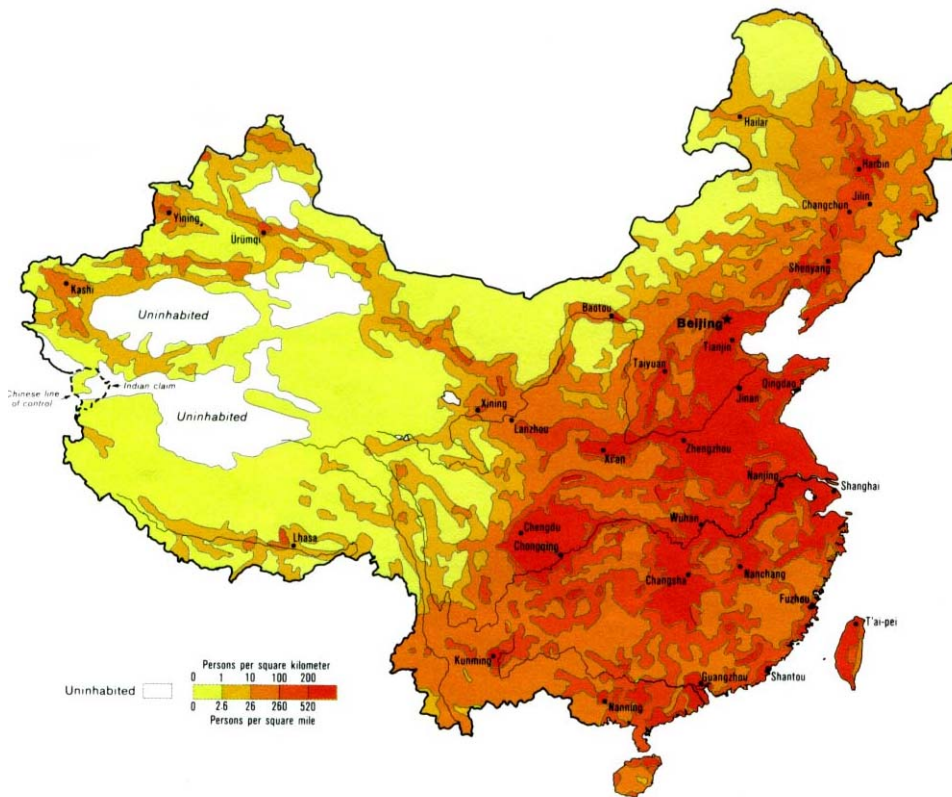 Hailar
Harbin
Jilin
Changchun
Yining
Ürümqi
Shenyang
Kashi
Uninhabited
Baotou
Beijing
Tianjin
Taiyuan
Indian claim
Chinese line
of control
Uninhabited
Qingdao
Jinan
Xining
Lanzhou
Zhengzhou
Xi'an
Nanjing
Shanghai
Wuhan
Chengdu
Lhasa
Chongqing
Nanchang
Changsha
Fuzhou
T'ai-pei
Kunming
Persons per square kilometer
0 1 10 100 200
Uninhabited
0 2.6 26 260 520
Persons per square mile
Guangzhou
Shantou
Nanning